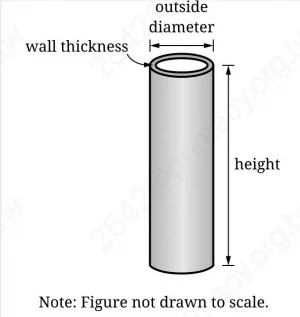 outside
diameter
wall thickness
height
Note: Figure not drawn to scale.